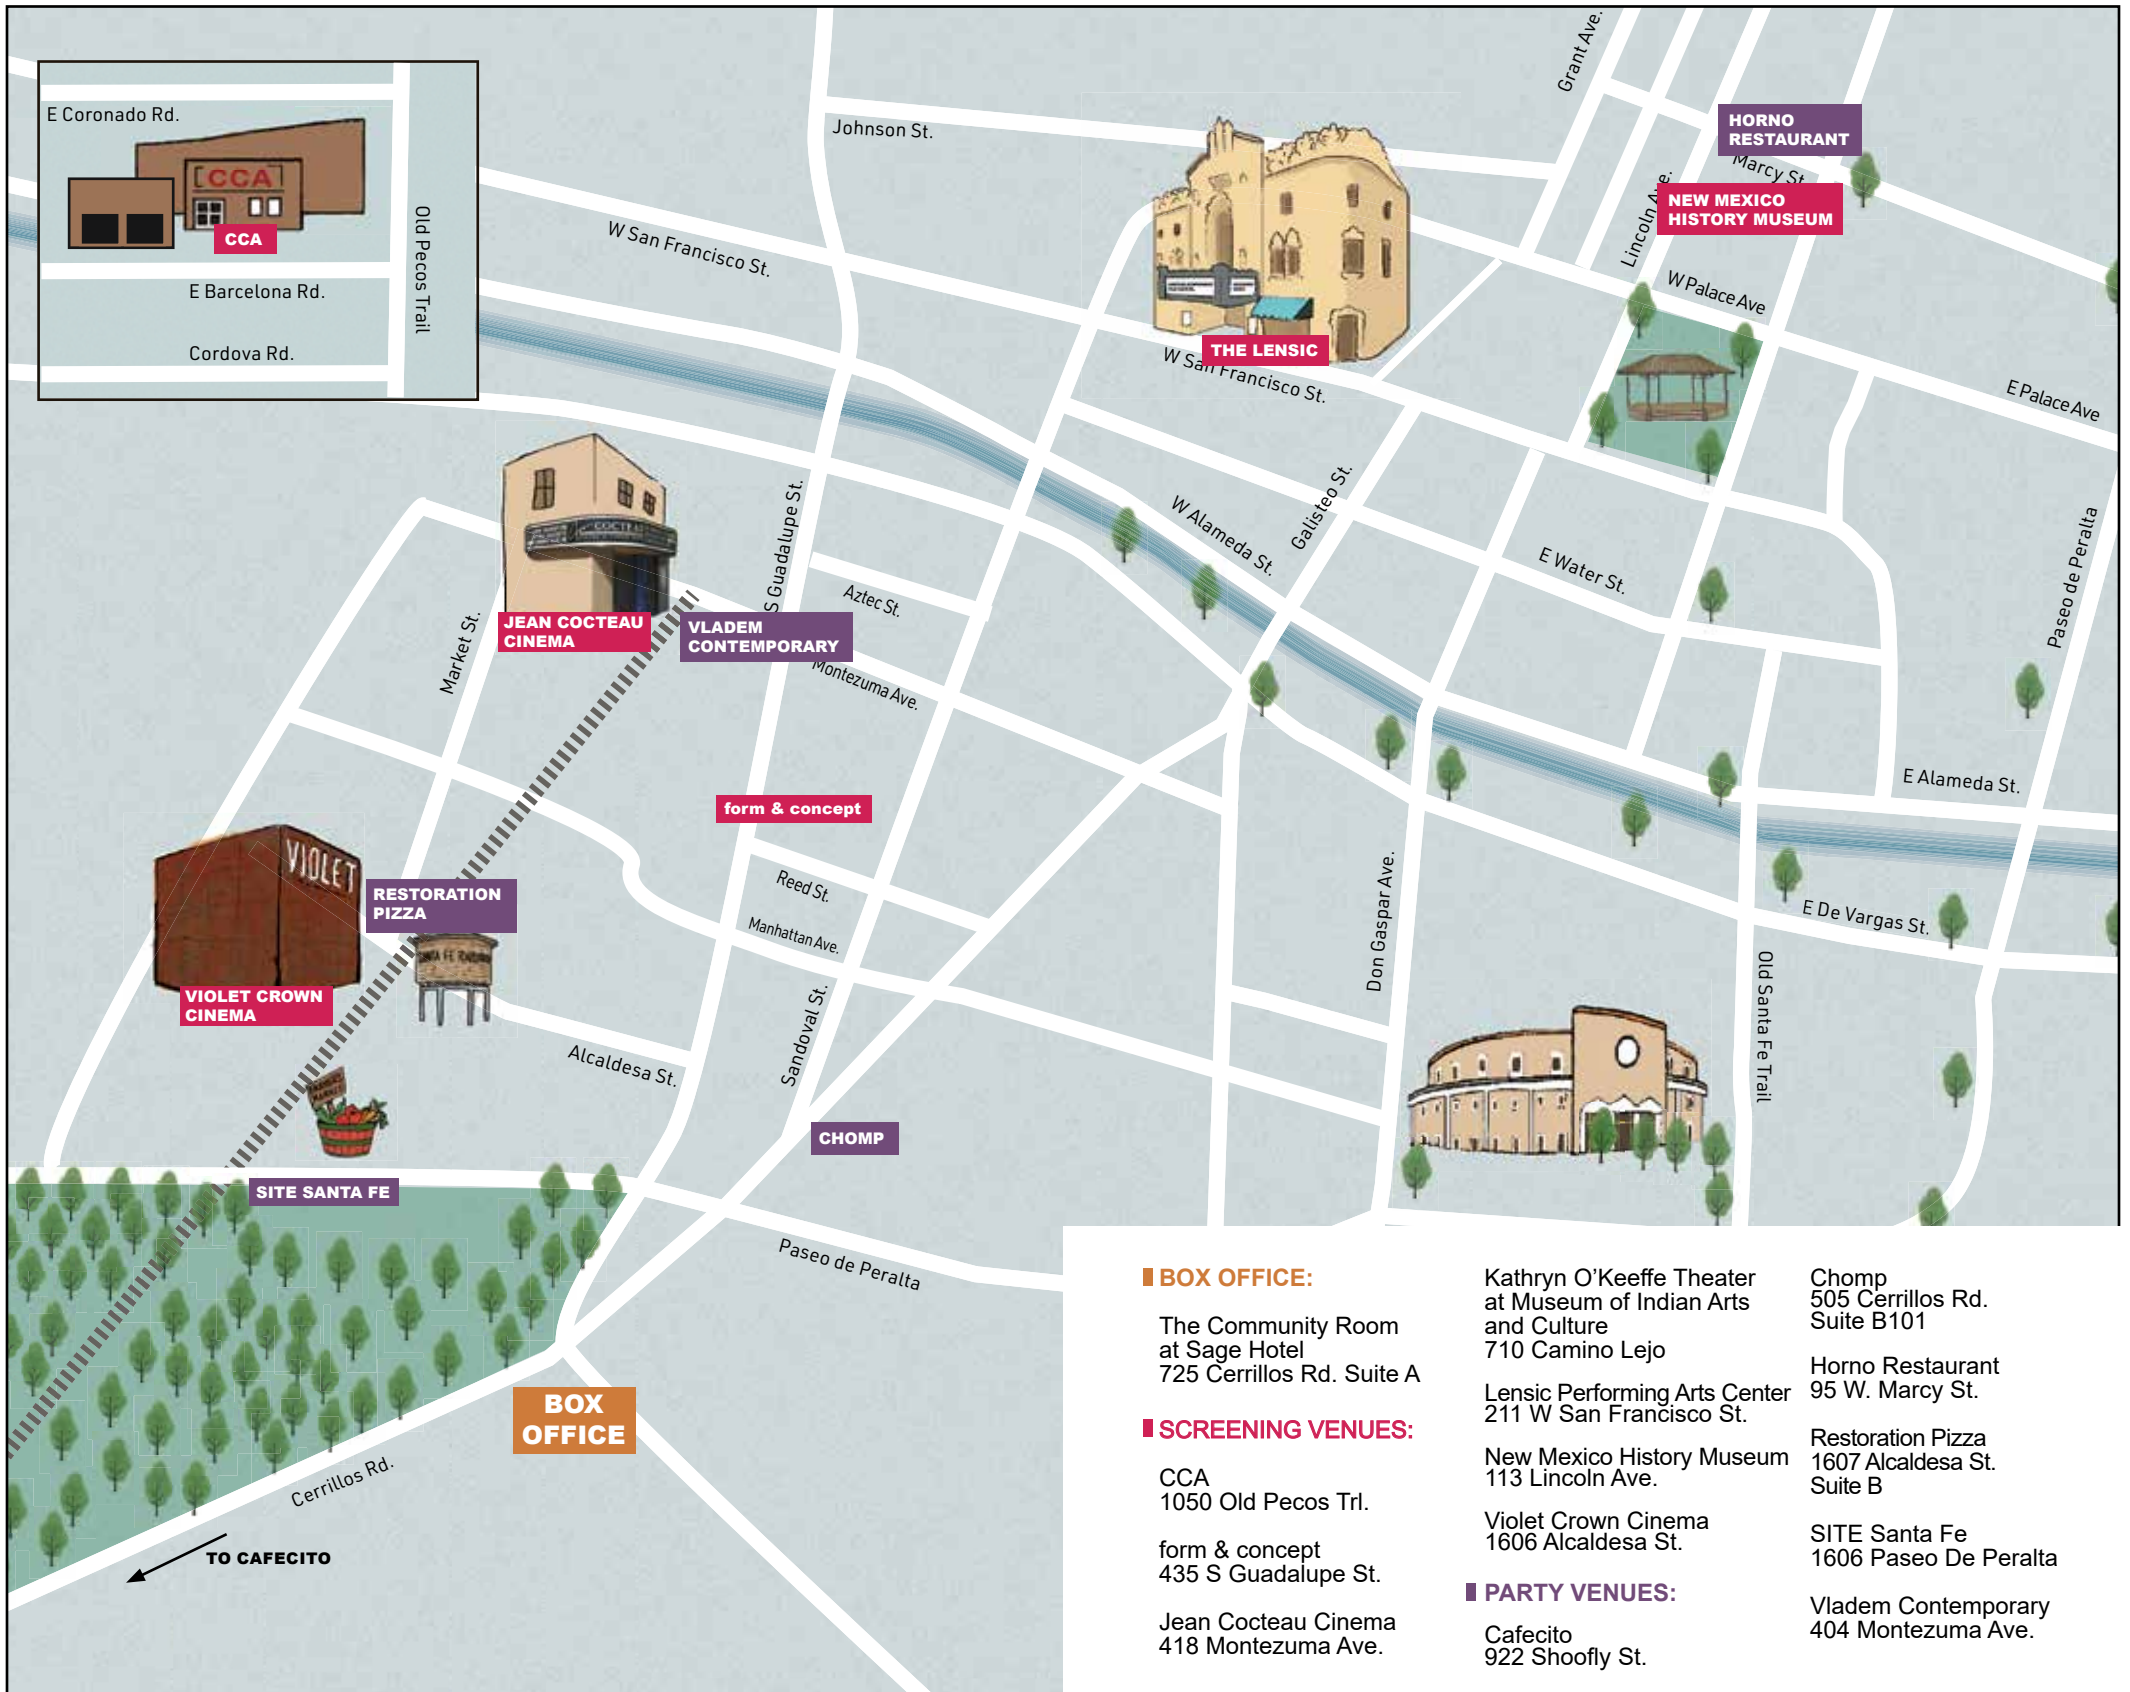 E Coronado Rd.
CCA
CCA
E Barcelona Rd.
Cordova Rd.
Old Pecos Trail
Johnson St.
Grant Ave.
HORNO
RESTAURANT
Marcy St.
Lincoln Ave.
NEW MEXICO
HISTORY MUSEUM
W San Francisco St.
W Palace Ave
THE LENSIC
W San Francisco St.
E Palace Ave
COCTEAU
JEAN COCTEAU
CINEMA
S Guadalupe St.
Aztec St.
W Alameda St.
Galisteo St.
E Water St.
Paseo de Peralta
Market St.
VLADEM
CONTEMPORARY
Montezuma Ave.
E Alameda St.
form & concept
VIOLET
RESTORATION
PIZZA
Reed St.
Manhattan Ave.
Don Gaspar Ave.
E De Vargas St.
Old Santa Fe Trail
SANTA FE
VIOLET CROWN
CINEMA
Alcaldesa St.
Sandoval St.
FARMERS
MARKET
CHOMP
SITE SANTA FE
Paseo de Peralta
BOX
OFFICE
Cerrillos Rd.
TO CAFECITO
BOX OFFICE:
The Community Room
at Sage Hotel
725 Cerrillos Rd. Suite A
SCREENING VENUES:
CCA
1050 Old Pecos Trl.
form & concept
435 S Guadalupe St.
Jean Cocteau Cinema
418 Montezuma Ave.
Kathryn O'Keeffe Theater
at Museum of Indian Arts
and Culture
710 Camino Lejo
Lensic Performing Arts Center
211 W San Francisco St.
New Mexico History Museum
113 Lincoln Ave.
Violet Crown Cinema
1606 Alcaldesa St.
PARTY VENUES:
Cafecito
922 Shoofly St.
Chomp
505 Cerrillos Rd.
Suite B101
Horno Restaurant
95 W. Marcy St.
Restoration Pizza
1607 Alcaldesa St.
Suite B
SITE Santa Fe
1606 Paseo De Peralta
Vladem Contemporary
404 Montezuma Ave.